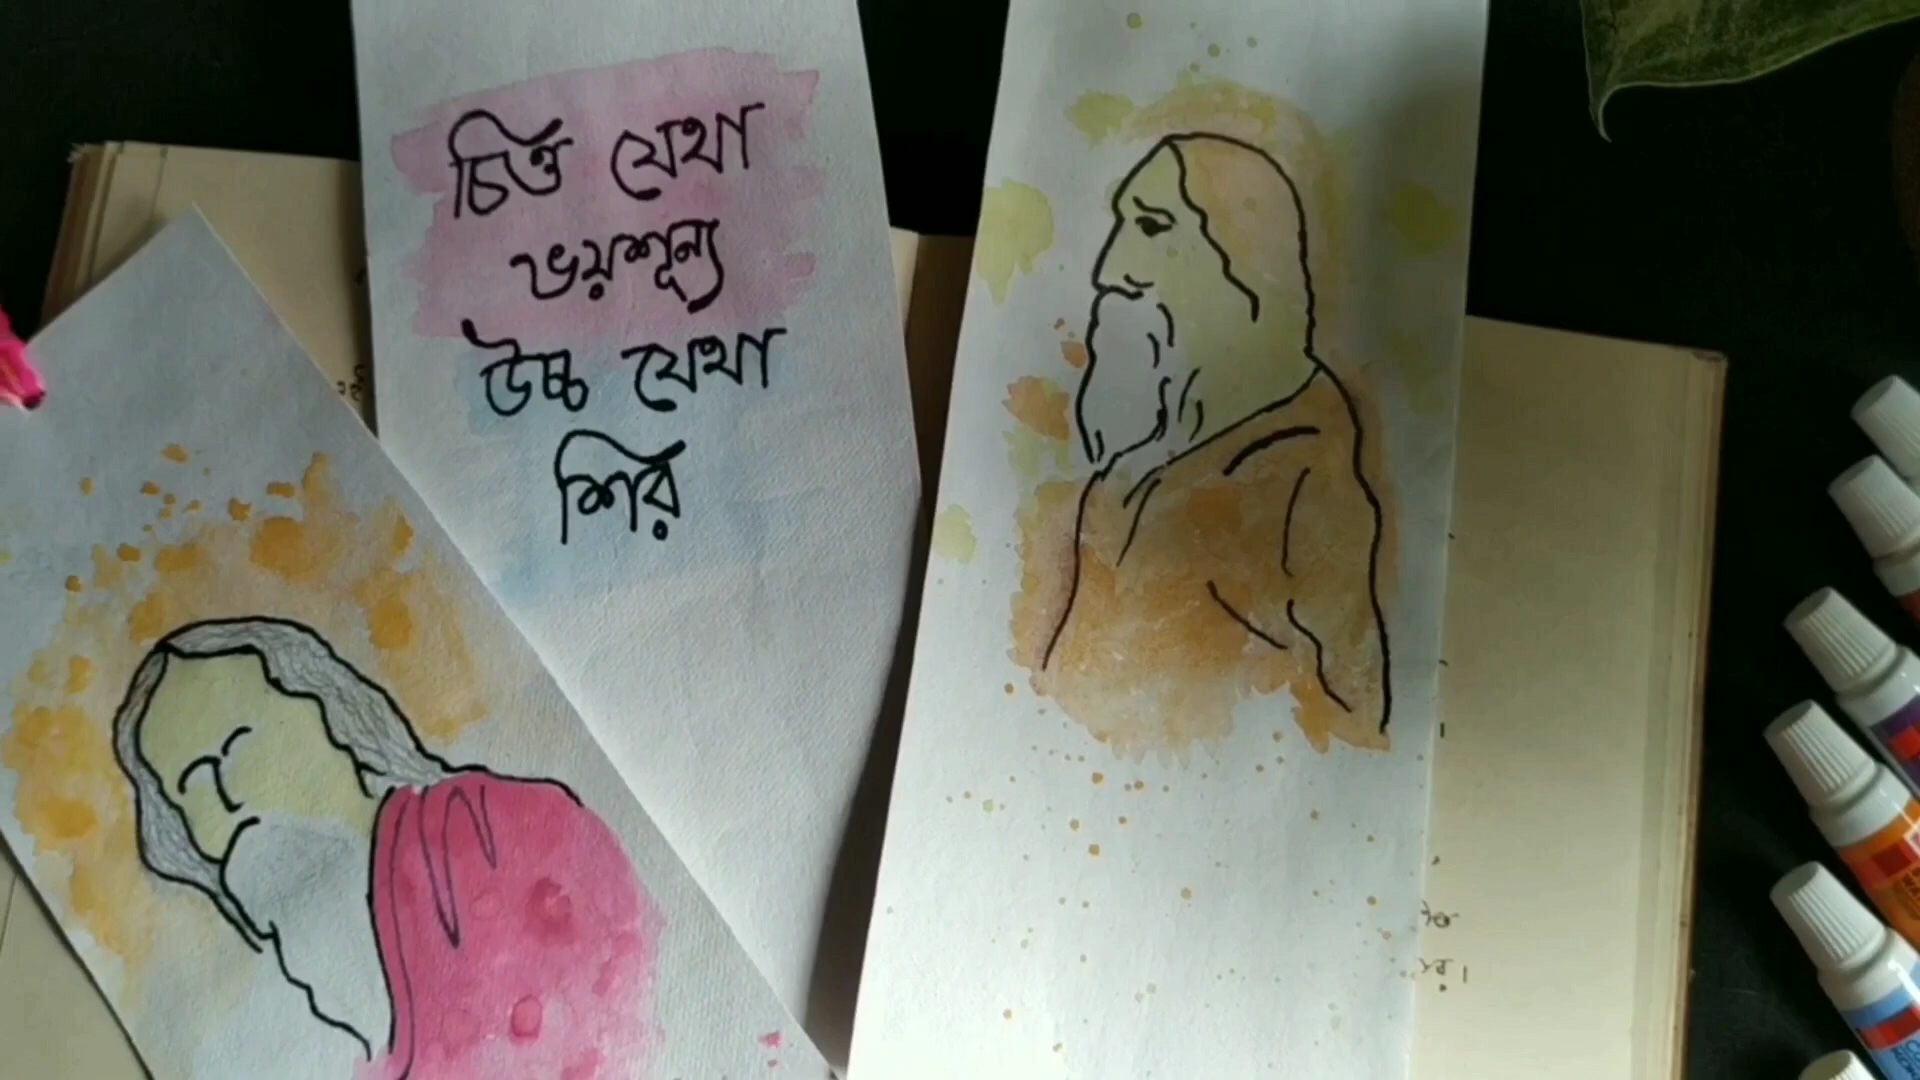 চিত্ত যেথা
ভয়শূন্য
উচ্চ যেথা
শির